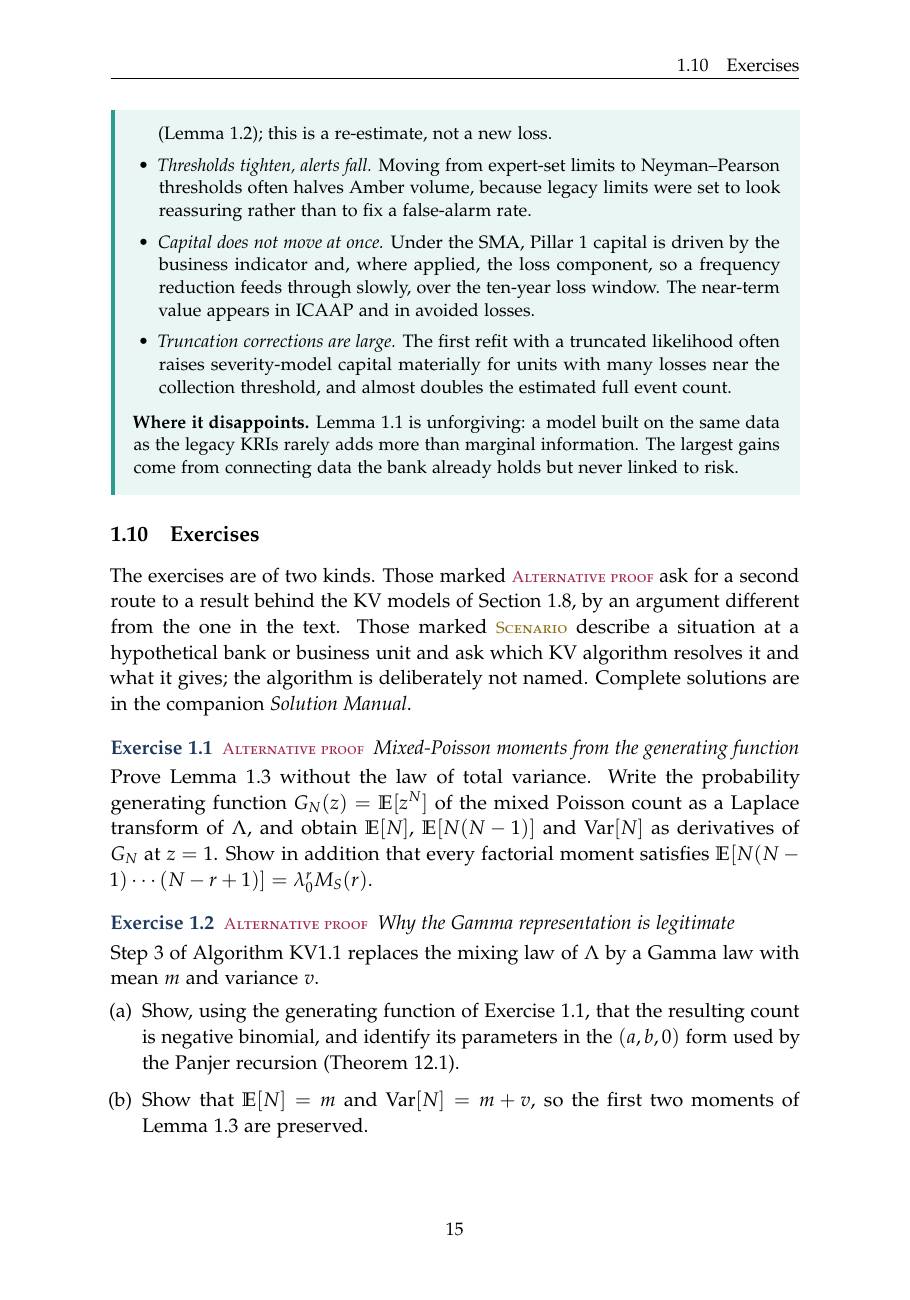 1.10 Exercises
(Lemma 1.2); this is a re-estimate, not a new loss.
• Thresholds tighten, alerts fall. Moving from expert-set limits to Neyman–Pearson
thresholds often halves Amber volume, because legacy limits were set to look
reassuring rather than to fix a false-alarm rate.
• Capital does not move at once. Under the SMA, Pillar 1 capital is driven by the
business indicator and, where applied, the loss component, so a frequency
reduction feeds through slowly, over the ten-year loss window. The near-term
value appears in ICAAP and in avoided losses.
• Truncation corrections are large. The first refit with a truncated likelihood often
raises severity-model capital materially for units with many losses near the
collection threshold, and almost doubles the estimated full event count.
Where it disappoints. Lemma 1.1 is unforgiving: a model built on the same data
as the legacy KRIs rarely adds more than marginal information. The largest gains
come from connecting data the bank already holds but never linked to risk.
1.10 Exercises
The exercises are of two kinds. Those marked Alternative proof ask for a second
route to a result behind the KV models of Section 1.8, by an argument different
from the one in the text. Those marked Scenario describe a situation at a
hypothetical bank or business unit and ask which KV algorithm resolves it and
what it gives; the algorithm is deliberately not named. Complete solutions are
in the companion Solution Manual.
Exercise 1.1 Alternative proof Mixed-Poisson moments from the generating function
Prove Lemma 1.3 without the law of total variance. Write the probability
generating function G_N(z) = 𝔼[z^N] of the mixed Poisson count as a Laplace
transform of Λ, and obtain 𝔼[N], 𝔼[N(N − 1)] and Var[N] as derivatives of
G_N at z = 1. Show in addition that every factorial moment satisfies 𝔼[N(N −
1) ⋯ (N − r + 1)] = λ_0^r M_S(r).
Exercise 1.2 Alternative proof Why the Gamma representation is legitimate
Step 3 of Algorithm KV1.1 replaces the mixing law of Λ by a Gamma law with
mean m and variance v.
(a) Show, using the generating function of Exercise 1.1, that the resulting count
is negative binomial, and identify its parameters in the (a, b, 0) form used by
the Panjer recursion (Theorem 12.1).
(b) Show that 𝔼[N] = m and Var[N] = m + v, so the first two moments of
Lemma 1.3 are preserved.
15